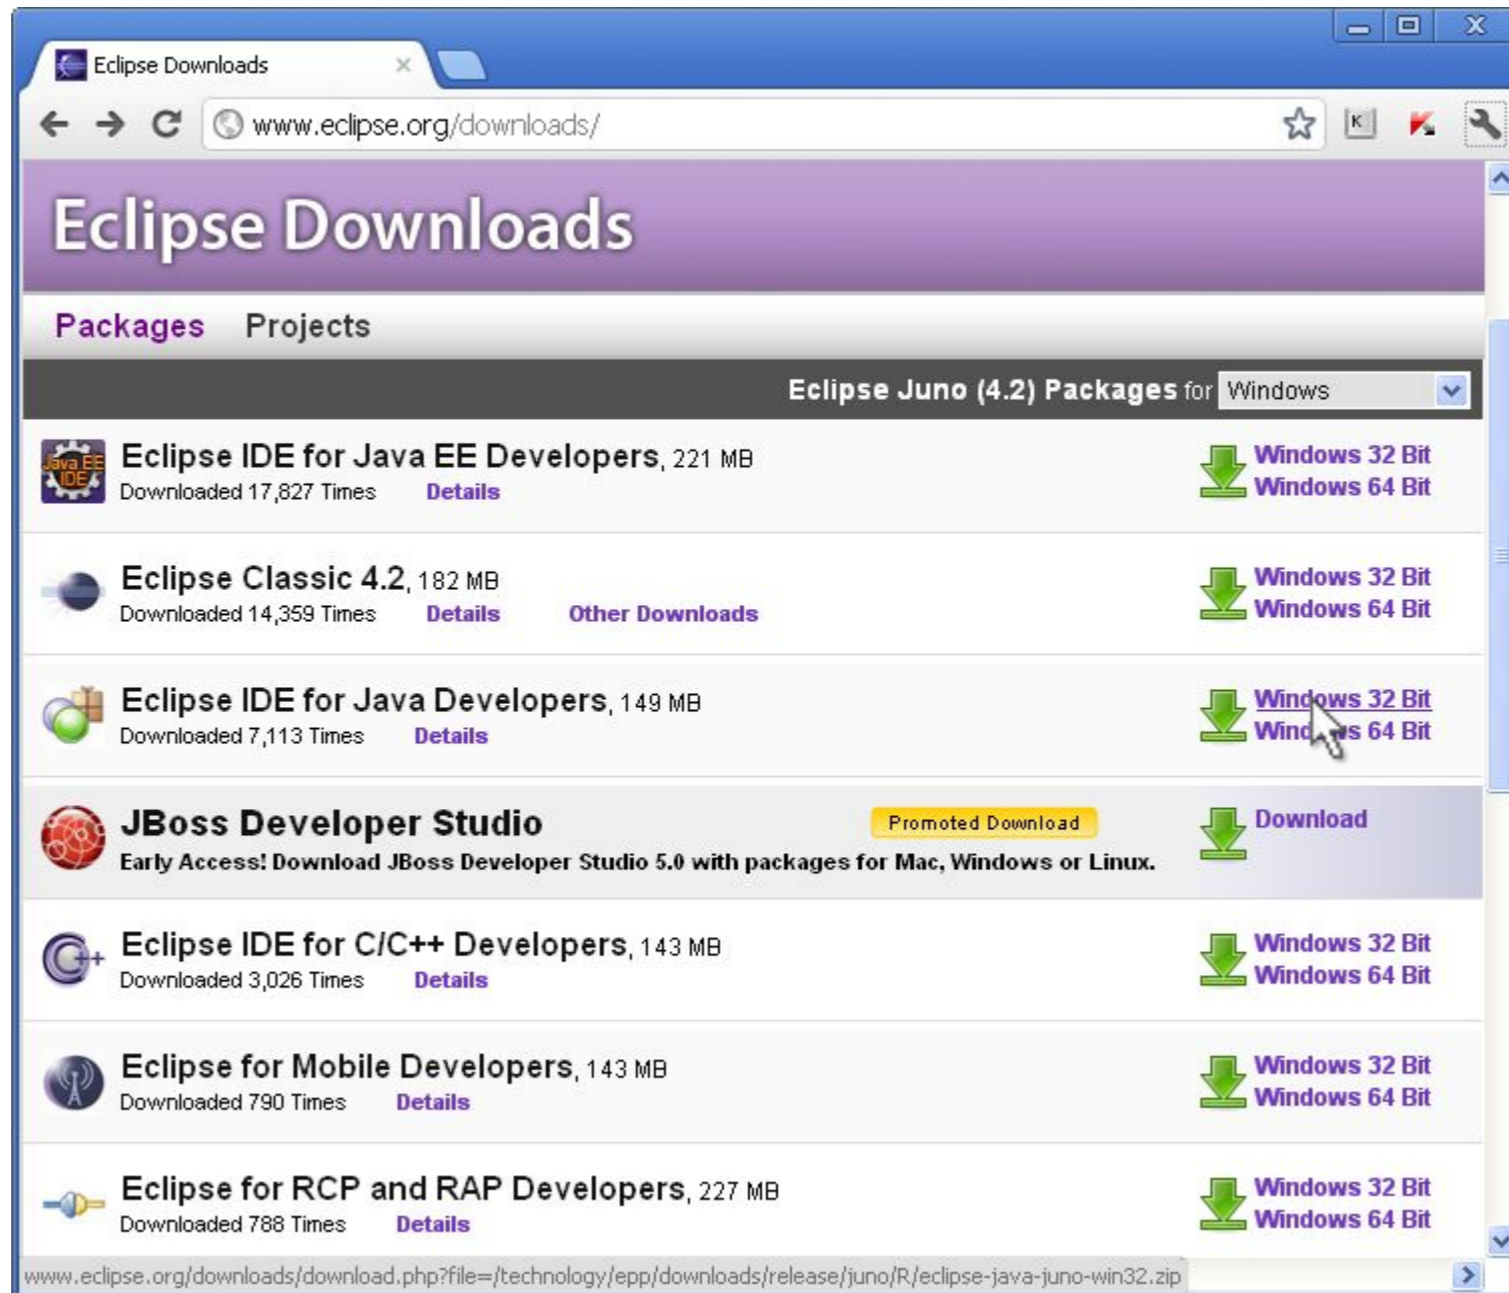 Eclipse Downloads
www.eclipse.org/downloads/
K
Eclipse Downloads
Packages Projects
Eclipse Juno (4.2) Packages for Windows
Java EE
IDE
Eclipse IDE for Java EE Developers, 221 MB
Windows 32 Bit
Downloaded 17,827 Times Details
Windows 64 Bit
Eclipse Classic 4.2, 182 MB
Windows 32 Bit
Downloaded 14,359 Times Details Other Downloads
Windows 64 Bit
Eclipse IDE for Java Developers, 149 MB
Windows 32 Bit
Downloaded 7,113 Times Details
Windows 64 Bit
JBoss Developer Studio Promoted Download Download
Early Access! Download JBoss Developer Studio 5.0 with packages for Mac, Windows or Linux.
C++
Eclipse IDE for C/C++ Developers, 143 MB
Windows 32 Bit
Downloaded 3,026 Times Details
Windows 64 Bit
Eclipse for Mobile Developers, 143 MB
Windows 32 Bit
Downloaded 790 Times Details
Windows 64 Bit
Eclipse for RCP and RAP Developers, 227 MB
Windows 32 Bit
Downloaded 788 Times Details
Windows 64 Bit
www.eclipse.org/downloads/download.php?file=/technology/epp/downloads/release/juno/R/eclipse-java-juno-win32.zip